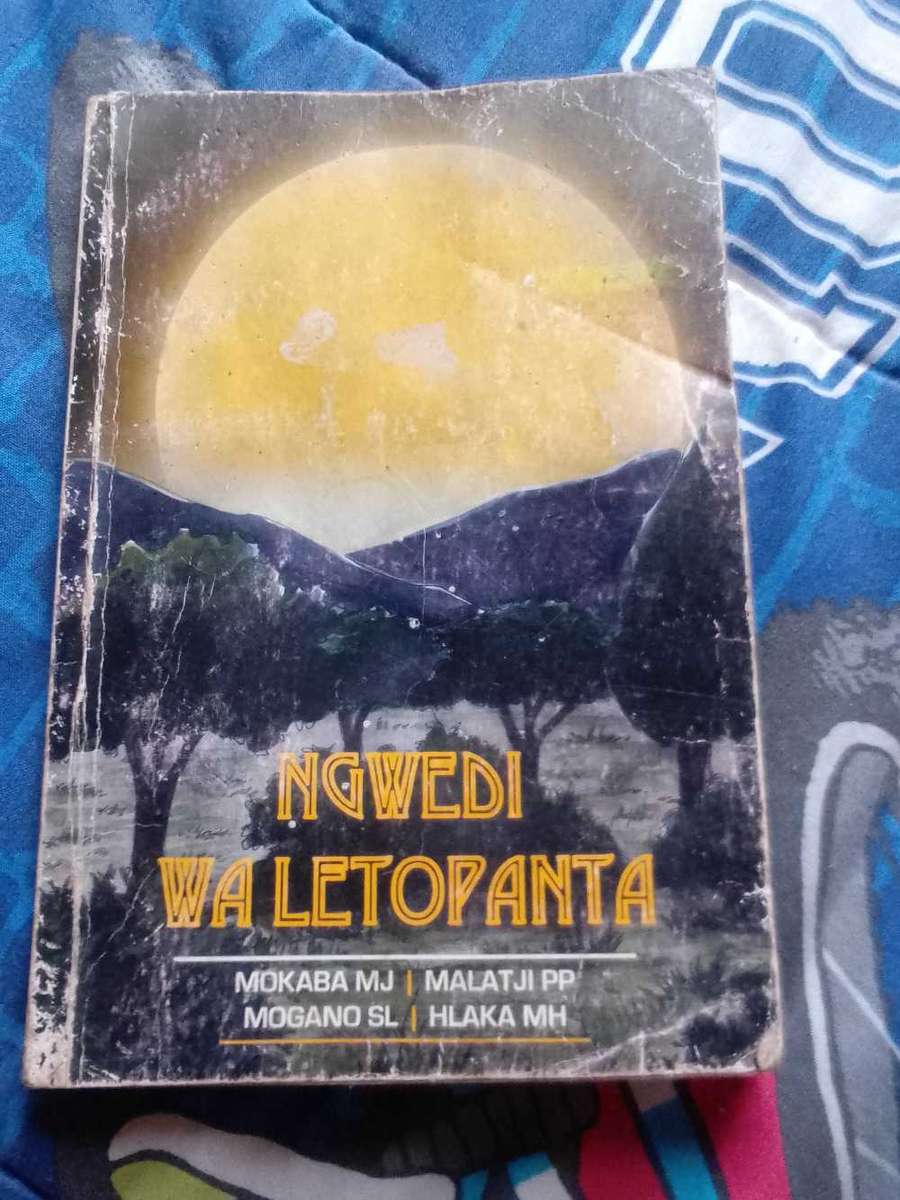 NGWEDI
WA LETOPANTA
MOKABA MJ | MALATJI PP
MOGANO SL | HLAKA MH